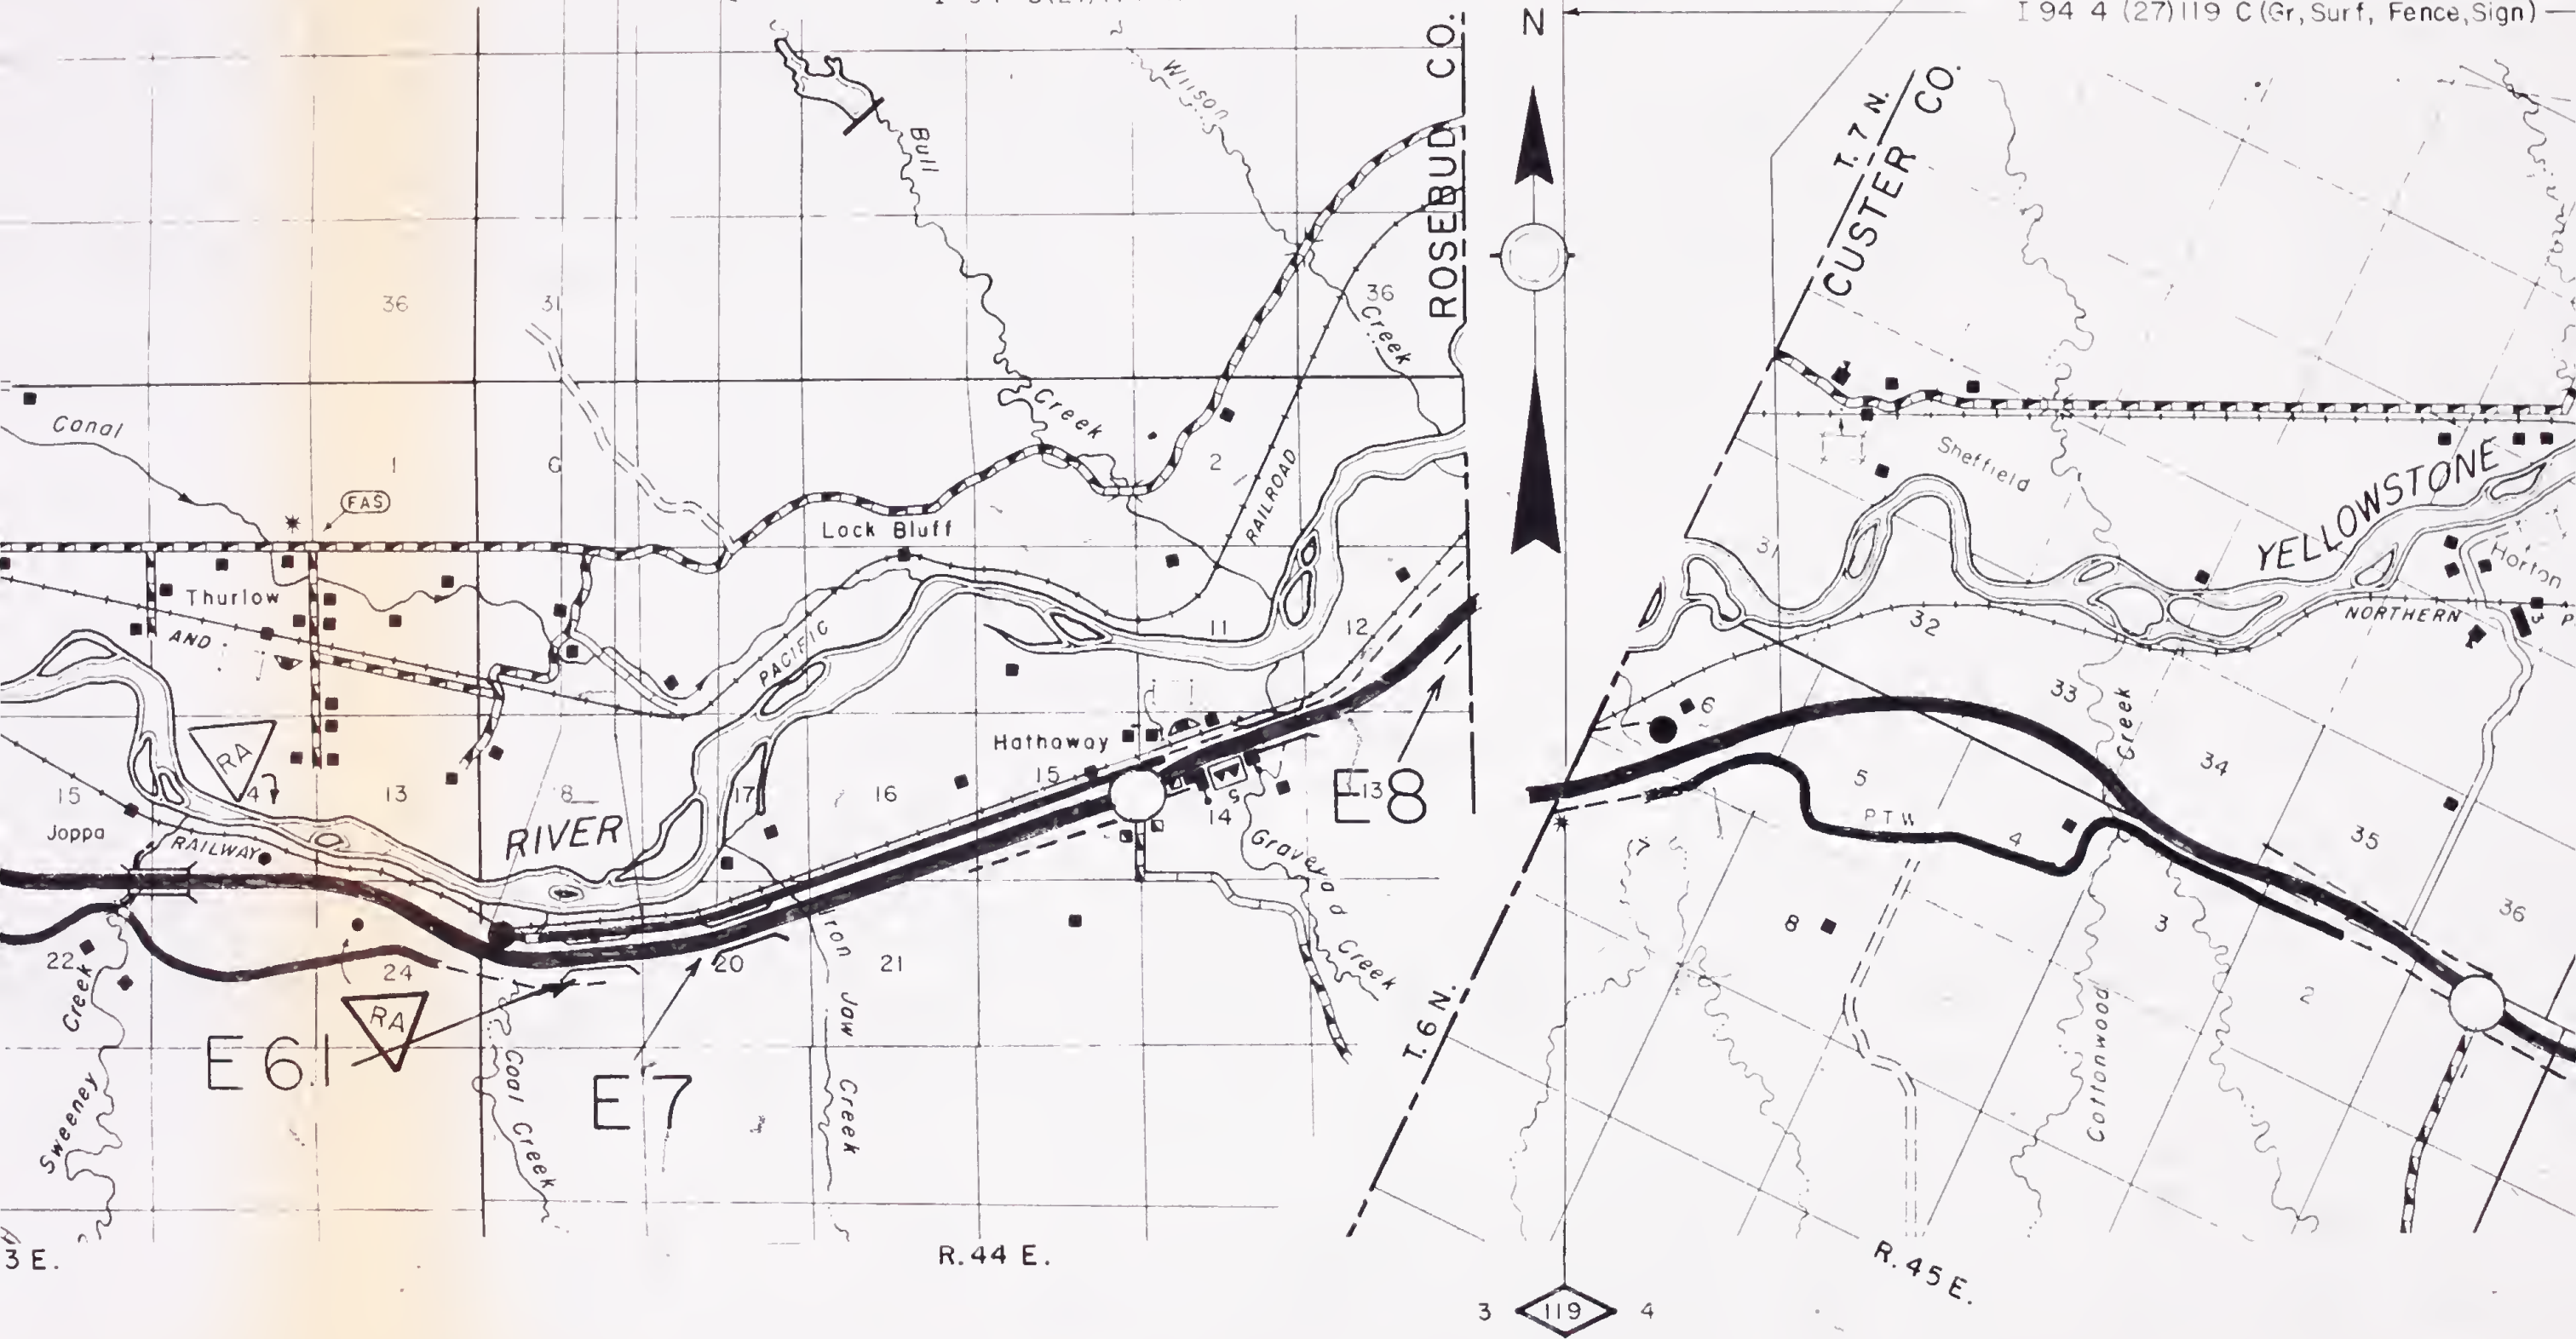 I 94 4 (27) 119 C (Gr, Surf, Fence, Sign)
N
ROSEBUD CO.
T. 7 N.
CUSTER CO.
Wilson
Creek
Bull
Creek
36
31
36
Canal
1
6
2
FAS
Lock Bluff
RAILROAD
Sheffield
YELLOWSTONE
31
Horton
Thurlow
AND
PACIFIC
11
12
32
NORTHERN
P
RA
Hathaway
6
33
Creek
34
15
4
13
8
17
16
15
14
13
E8
5
PTW
4
35
Joppa
RAILWAY
RIVER
Graveyard
Creek
8
3
36
22
24
20
21
2
Sweeney
Creek
RA
E 6.1
E 7
Coal Creek
Iron Jaw Creek
T. 6 N.
Cottonwood
3 E.
R. 44 E.
R. 45 E.
3
119
4